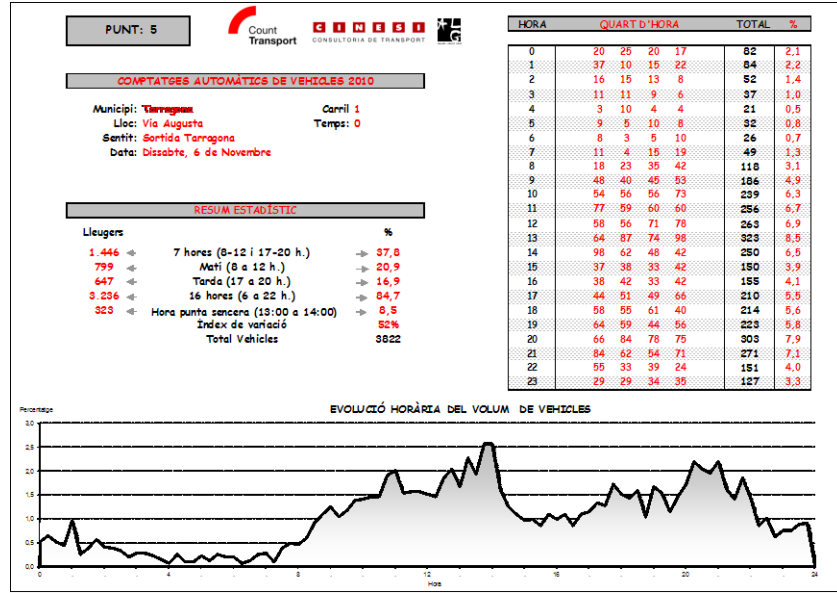 PUNT: 5
Count
Transport
CINESI
CONSULTORIA DE TRANSPORT
COMPTATGES AUTOMÀTICS DE VEHICLES 2010
Municipi: Tarragona Carril 1
Lloc: Via Augusta Temps: 0
Sentit: Sortida Tarragona
Data: Dissabte, 6 de Novembre
RESUM ESTADÍSTIC
Lleugers %
1.446 7 hores (8-12 i 17-20 h.) 37,8
799 Matí (8 a 12 h.) 20,9
647 Tarda (17 a 20 h.) 16,9
3.236 16 hores (6 a 22 h.) 84,7
323 Hora punta sencera (13:00 a 14:00) 8,5
Índex de variació 52%
Total Vehicles 3822
HORA QUART D'HORA TOTAL %
0 20 25 20 17 82 2,1
1 37 10 15 22 84 2,2
2 16 15 13 8 52 1,4
3 11 11 9 6 37 1,0
4 3 10 4 4 21 0,5
5 9 5 10 8 32 0,8
6 8 3 5 10 26 0,7
7 11 4 15 19 49 1,3
8 18 23 35 42 118 3,1
9 48 40 45 53 186 4,9
10 54 56 56 73 239 6,3
11 77 59 60 60 256 6,7
12 58 56 71 78 263 6,9
13 64 87 74 98 323 8,5
14 98 62 48 42 250 6,5
15 37 38 33 42 150 3,9
16 38 42 33 42 155 4,1
17 44 51 49 66 210 5,5
18 58 55 61 40 214 5,6
19 64 59 44 56 223 5,8
20 66 84 78 75 303 7,9
21 84 62 54 71 271 7,1
22 55 33 39 24 151 4,0
23 29 29 34 35 127 3,3
EVOLUCIÓ HORÀRIA DEL VOLUM DE VEHICLES
Percentatge
3,0
2,5
2,0
1,5
1,0
0,5
0,0
0 4 8 12 16 20 24
Hora